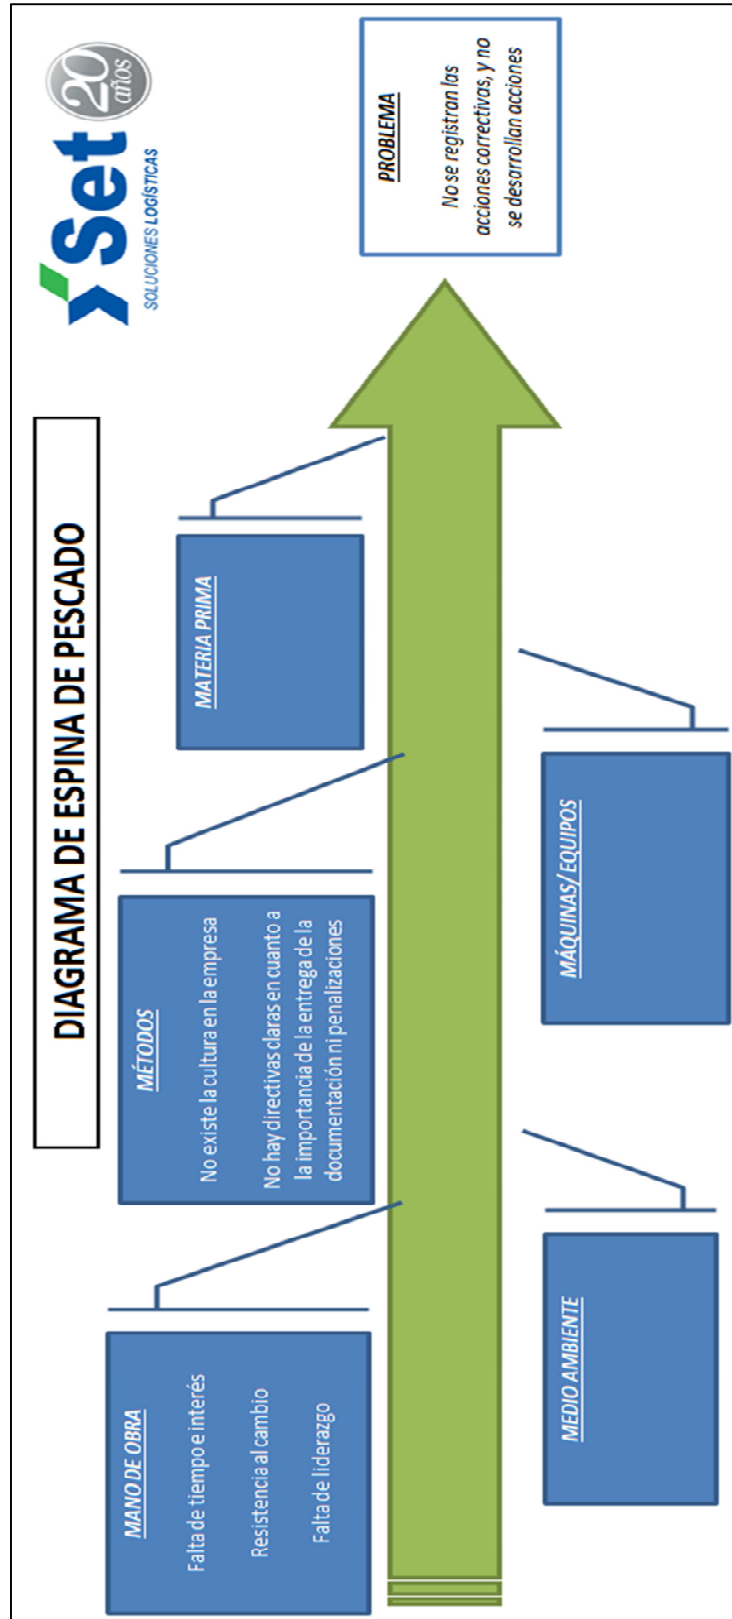 DIAGRAMA DE ESPINA DE PESCADO
Set
20
años
SOLUCIONES LOGÍSTICAS
MANO DE OBRA
Falta de tiempo e interés
Resistencia al cambio
Falta de liderazgo
MÉTODOS
No existe la cultura en la empresa
No hay directivas claras en cuanto a
la importancia de la entrega de la
documentación ni penalizaciones
MATERIA PRIMA
PROBLEMA
No se registran las
acciones correctivas, y no
se desarrollan acciones
MEDIO AMBIENTE
MÁQUINAS/ EQUIPOS